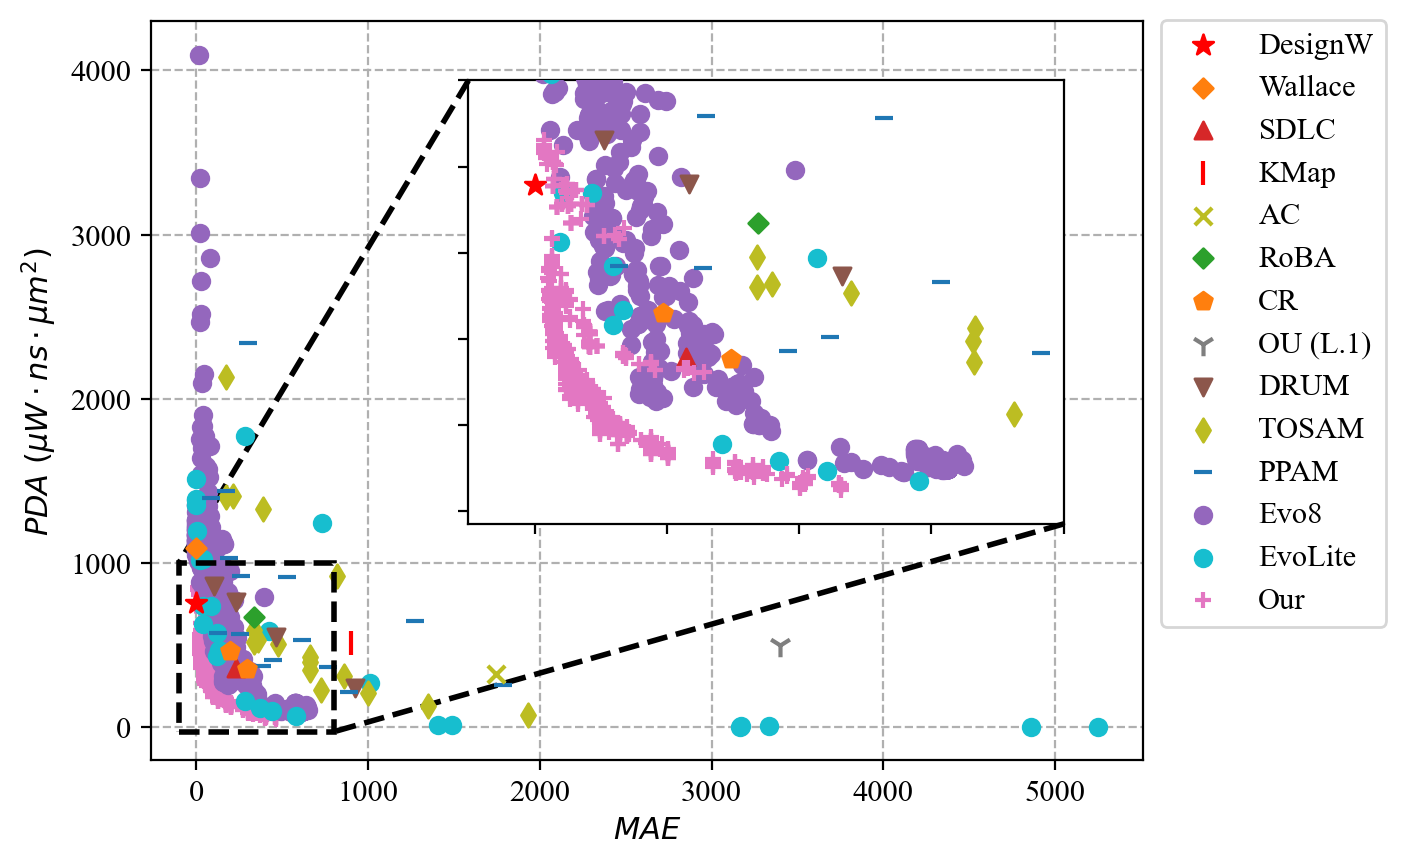 4000
3000
2000
1000
0
PDA (μW · ns · μm²)
0
1000
2000
3000
4000
5000
MAE
DesignW
Wallace
SDLC
KMap
AC
RoBA
CR
OU (L.1)
DRUM
TOSAM
PPAM
Evo8
EvoLite
Our